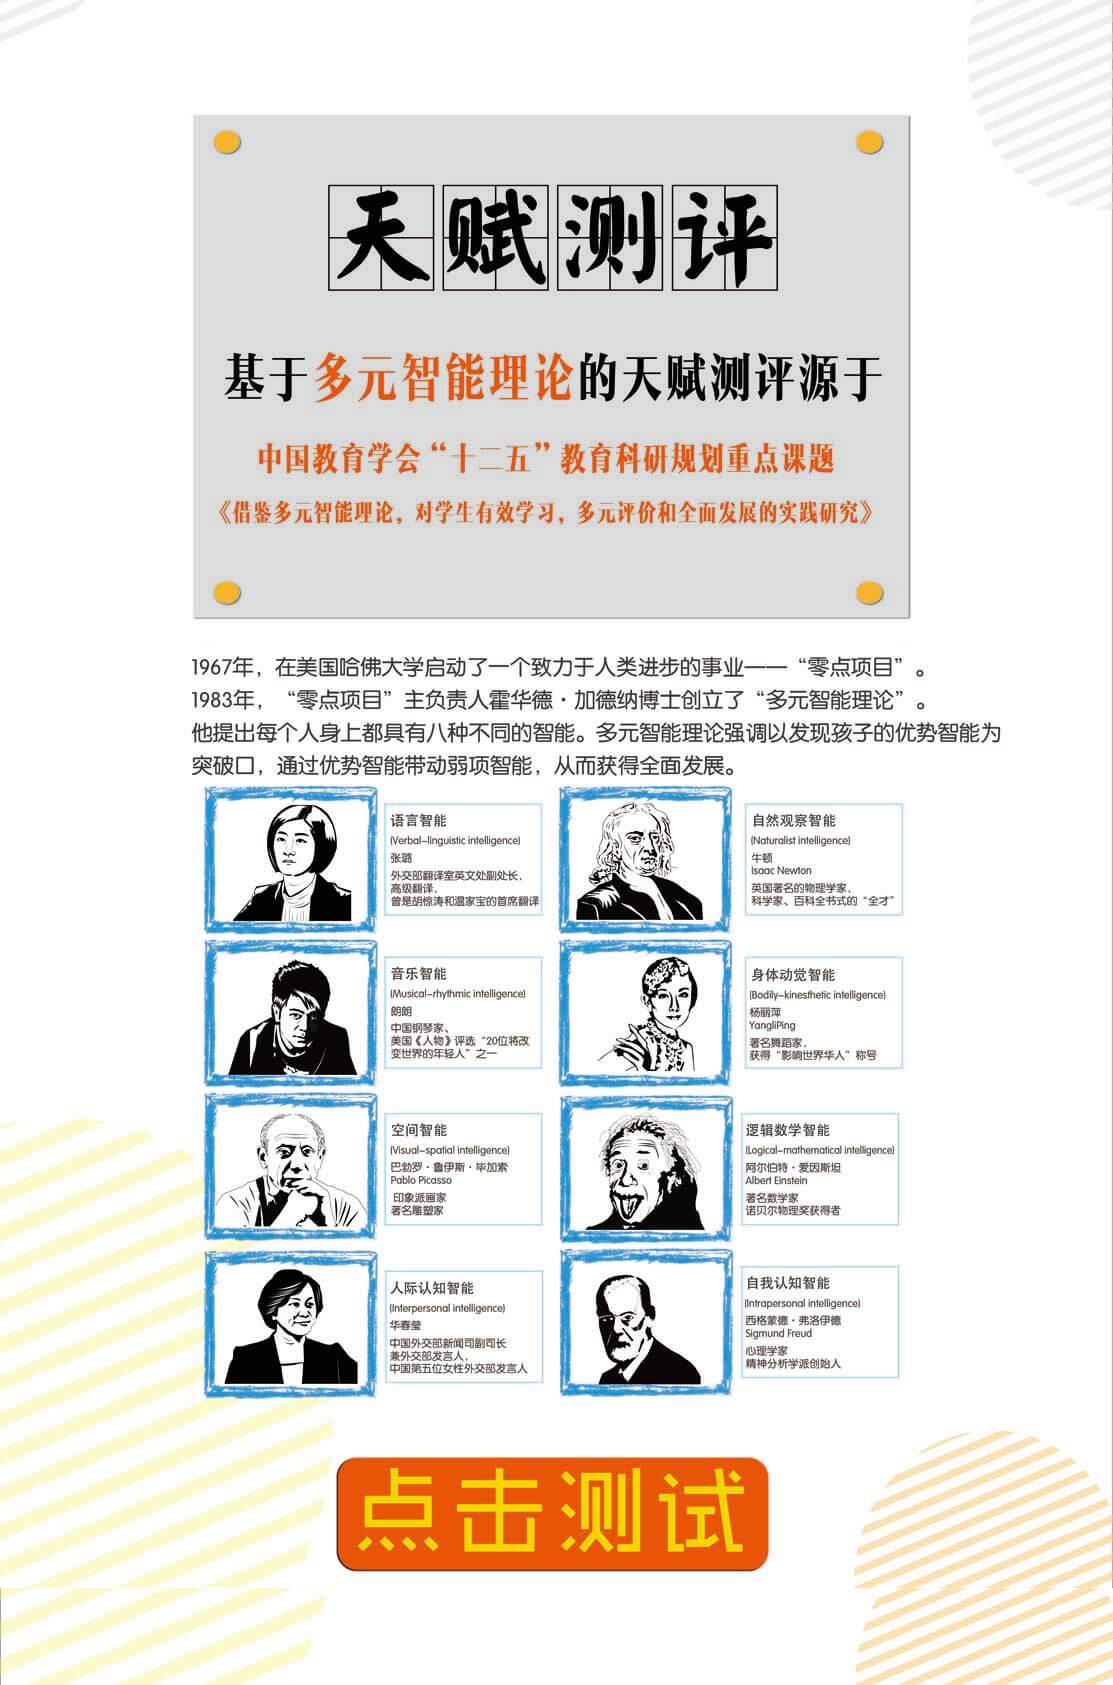 天赋测评
基于多元智能理论的天赋测评源于
中国教育学会“十二五”教育科研规划重点课题
《借鉴多元智能理论，对学生有效学习，多元评价和全面发展的实践研究》
1967年，在美国哈佛大学启动了一个致力于人类进步的事业——“零点项目”。
1983年，“零点项目”主负责人霍华德·加德纳博士创立了“多元智能理论”。
他提出每个人身上都具有八种不同的智能。多元智能理论强调以发现孩子的优势智能为
突破口，通过优势智能带动弱项智能，从而获得全面发展。
语言智能
(Verbal-linguistic intelligence)
张璐
外交部翻译室英文处副处长，
高级翻译，
曾是胡惊涛和温家宝的首席翻译
自然观察智能
(Naturalist intelligence)
牛顿
Isaac Newton
英国著名的物理学家，
科学家、百科全书式的“全才”
音乐智能
(Musical-rhythmic intelligence)
朗朗
中国钢琴家、
美国《人物》评选“20位将改
变世界的年轻人”之一
身体动觉智能
(Bodily-kinesthetic intelligence)
杨丽萍
YangliPing
著名舞蹈家，
获得“影响世界华人”称号
空间智能
(Visual-spatial intelligence)
巴勃罗·鲁伊斯·毕加索
Pablo Picasso
印象派画家
著名雕塑家
逻辑数学智能
(Logical-mathematical intelligence)
阿尔伯特·爱因斯坦
Albert Einstein
著名数学家
诺贝尔物理奖获得者
人际认知智能
(Interpersonal intelligence)
华春莹
中国外交部新闻司副司长
兼外交部发言人，
中国第五位女性外交部发言人
自我认知智能
(Intrapersonal intelligence)
西格蒙德·弗洛伊德
Sigmund Freud
心理学家
精神分析学派创始人
点击测试